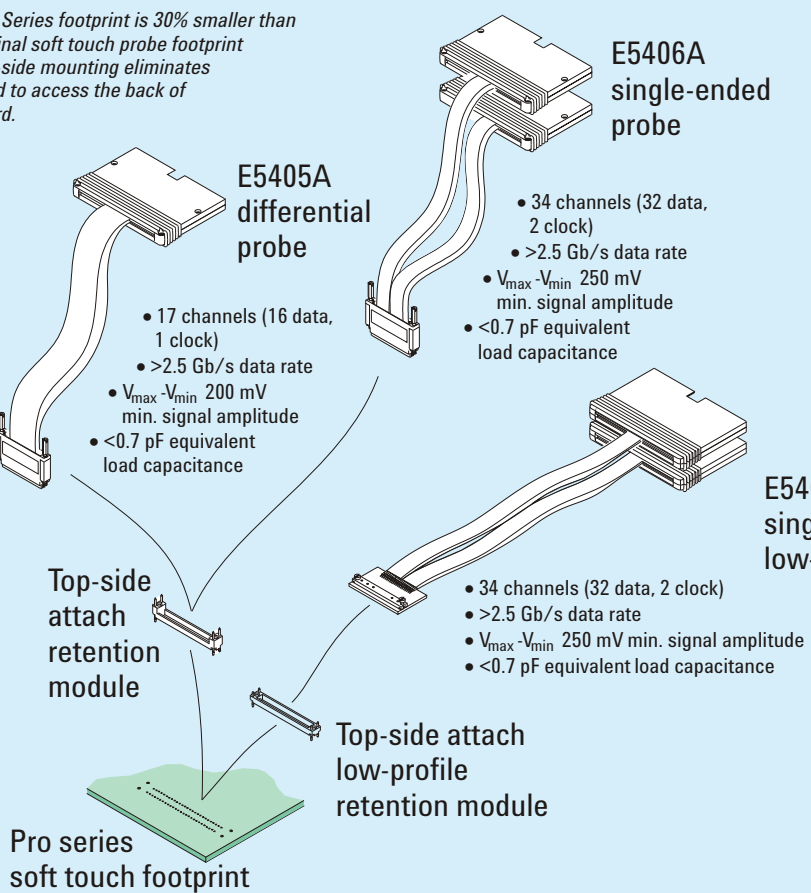 Series footprint is 30% smaller than
soft touch probe footprint
-side mounting eliminates
to access the back of
E5406A
single-ended
probe
• 34 channels (32 data,
2 clock)
• >2.5 Gb/s data rate
• Vmax-Vmin 250 mV
min. signal amplitude
• <0.7 pF equivalent
load capacitance
E5405A
differential
probe
• 17 channels (16 data,
1 clock)
• >2.5 Gb/s data rate
• Vmax-Vmin 200 mV
min. signal amplitude
• <0.7 pF equivalent
load capacitance
• 34 channels (32 data, 2 clock)
• >2.5 Gb/s data rate
• Vmax-Vmin 250 mV min. signal amplitude
• <0.7 pF equivalent load capacitance
Top-side
attach
retention
module
Top-side attach
low-profile
retention module
Pro series
soft touch footprint